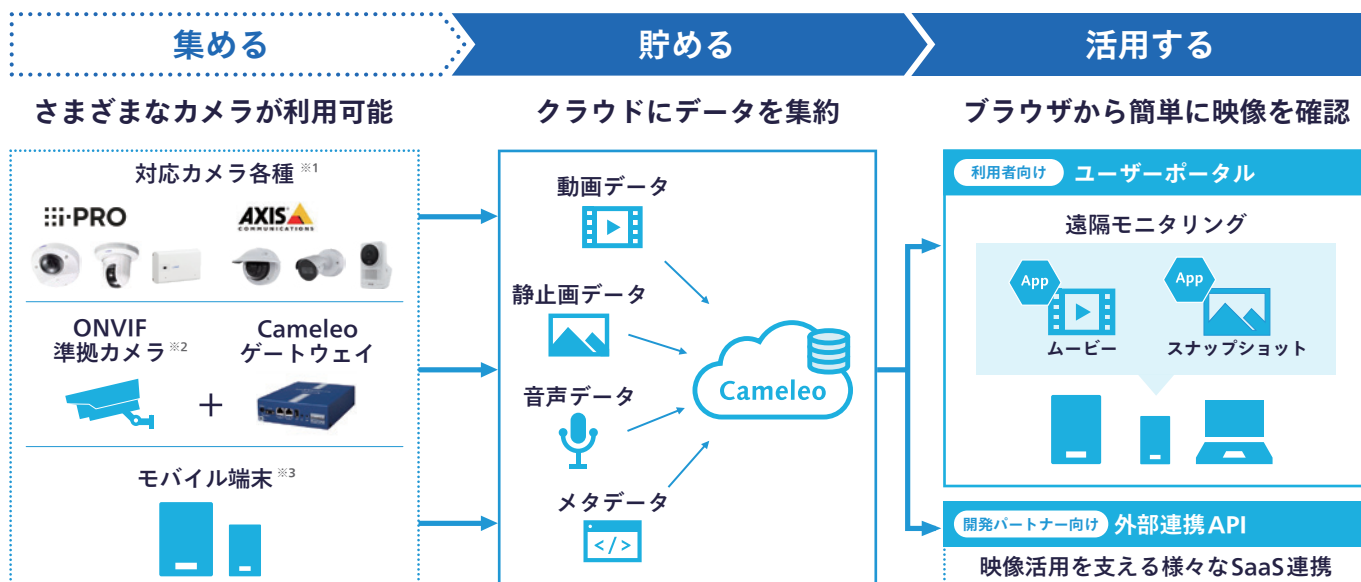 集める
貯める
活用する
さまざまなカメラが利用可能
クラウドにデータを集約
ブラウザから簡単に映像を確認
対応カメラ各種 ※1
i-PRO
AXIS
COMMUNICATIONS
ONVIF
準拠カメラ ※2
+
Cameleo
ゲートウェイ
モバイル端末 ※3
動画データ
静止画データ
音声データ
メタデータ
</>
Cameleo
利用者向け ユーザーポータル
遠隔モニタリング
App
ムービー
App
スナップショット
開発パートナー向け 外部連携API
映像活用を支える様々なSaaS連携